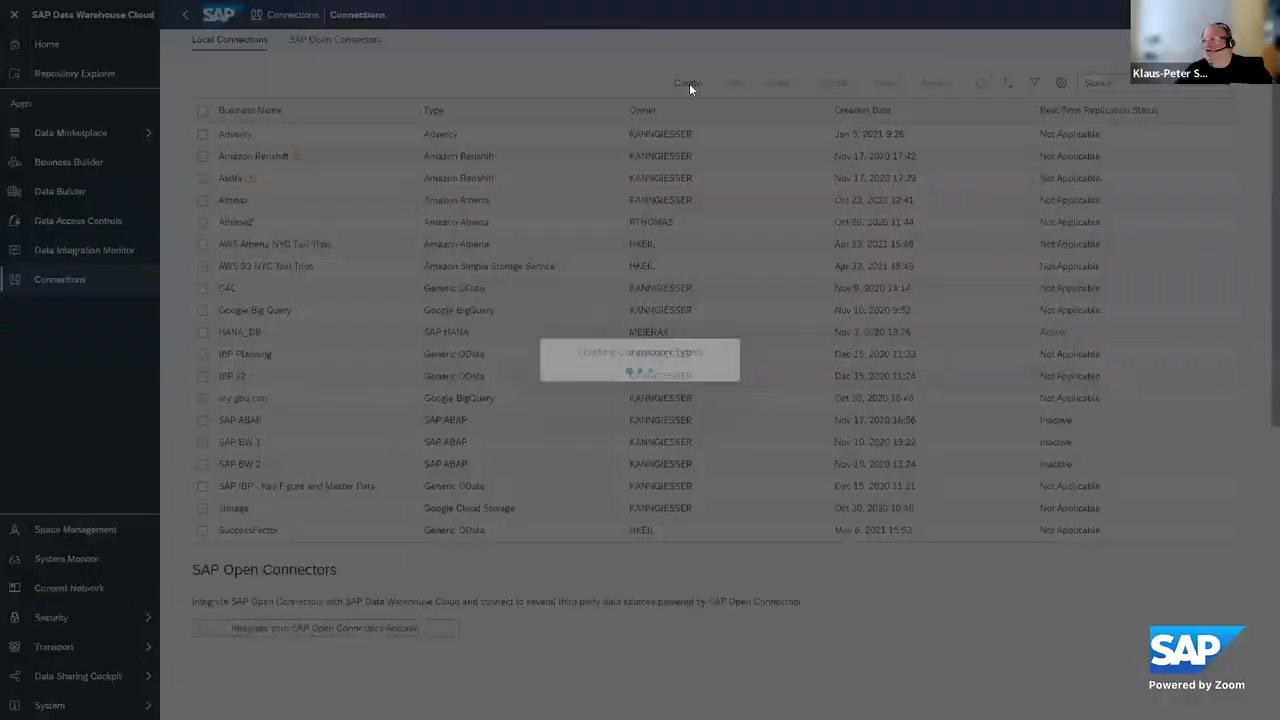 SAP Data Warehouse Cloud
SAP Connections Connections
Klaus-Peter S...
Home
Repository Explorer
Apps
Data Marketplace
Business Builder
Data Builder
Data Access Controls
Data Integration Monitor
Connections
Space Management
System Monitor
Content Network
Security
Transport
Data Sharing Cockpit
System
Local Connections SAP Open Connectors
Create Search
Business Name Type Owner Creation Date Real-Time Replication Status
Adverity Adverity KANNGIESSER Jan 5, 2021 9:26 Not Applicable
Amazon Redshift Amazon Redshift KANNGIESSER Nov 17, 2020 17:42 Not Applicable
Asdfa Amazon Redshift KANNGIESSER Nov 17, 2020 17:39 Not Applicable
Athena Amazon Athena KANNGIESSER Oct 23, 2020 12:41 Not Applicable
Athena2 Amazon Athena RTHOMAS Oct 28, 2020 11:44 Not Applicable
AWS Athena NYC Taxi Trips Amazon Athena HKEIL Apr 23, 2021 15:48 Not Applicable
AWS S3 NYC Taxi Trips Amazon Simple Storage Service HKEIL Apr 23, 2021 15:45 Not Applicable
C4C Generic OData KANNGIESSER Nov 9, 2020 14:14 Not Applicable
Google Big Query Google BigQuery KANNGIESSER Nov 10, 2020 9:52 Not Applicable
HANA_DB SAP HANA MEIERAX Nov 3, 2020 13:26 Active
IBP Planning Generic OData Dec 15, 2020 11:33 Not Applicable
Loading Connection Types
IBP v2 Generic OData KANNGIESSER Dec 15, 2020 11:24 Not Applicable
my gbq con Google BigQuery KANNGIESSER Oct 30, 2020 10:48 Not Applicable
SAP ABAP SAP ABAP KANNGIESSER Nov 17, 2020 16:56 Inactive
SAP BW 1 SAP ABAP KANNGIESSER Nov 10, 2020 13:22 Inactive
SAP BW 2 SAP ABAP KANNGIESSER Nov 10, 2020 13:24 Inactive
SAP IBP - Key Figure and Master Data Generic OData KANNGIESSER Dec 15, 2020 11:21 Not Applicable
storage Google Cloud Storage KANNGIESSER Oct 30, 2020 10:46 Not Applicable
SuccessFactor Generic OData HKEIL May 6, 2021 15:52 Not Applicable
SAP Open Connectors
Integrate SAP Open Connectors with SAP Data Warehouse Cloud and connect to several third party data sources powered by SAP Open Connectors
Integrate your SAP Open Connectors Account
SAP
Powered by Zoom